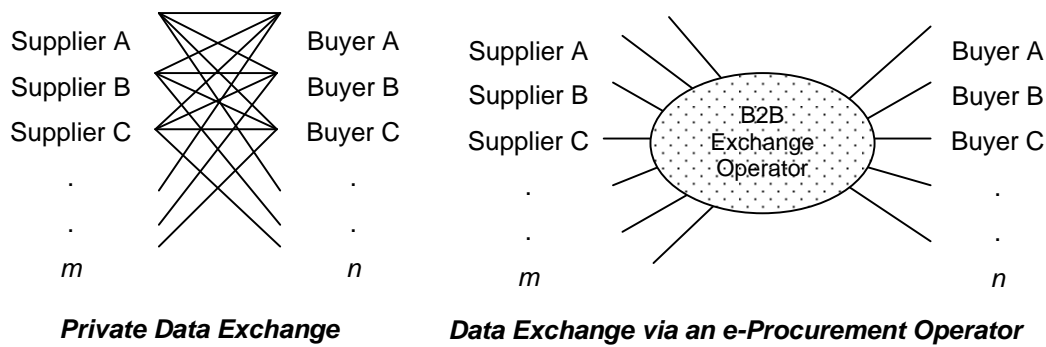 Supplier A
Supplier B
Supplier C
.
.
m
Buyer A
Buyer B
Buyer C
.
.
n
Private Data Exchange
Supplier A
Supplier B
Supplier C
.
.
m
B2B
Exchange
Operator
Buyer A
Buyer B
Buyer C
.
.
n
Data Exchange via an e-Procurement Operator